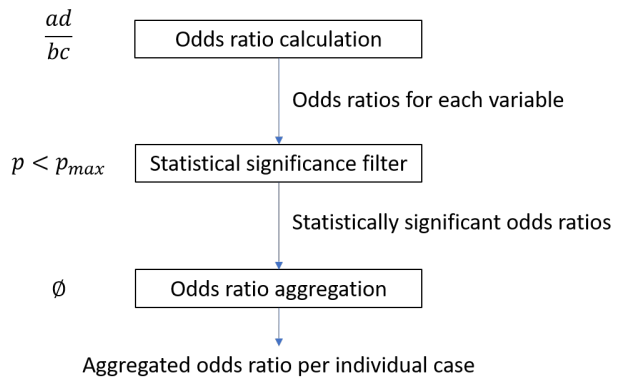 ad
bc
Odds ratio calculation
Odds ratios for each variable
p < pmax
Statistical significance filter
Statistically significant odds ratios
∅
Odds ratio aggregation
Aggregated odds ratio per individual case